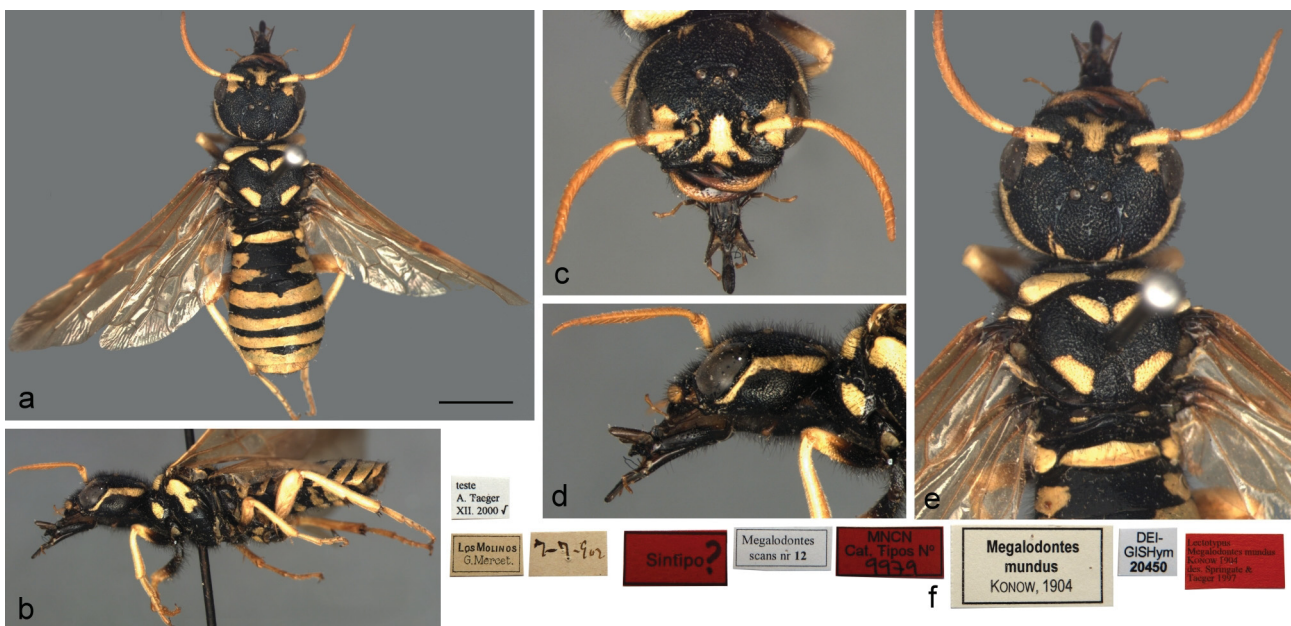 a
b
c
d
e
f
teste
A. Taeger
XII. 2000 √
LOS MOLINOS
G. Mercet.
7-7-902
Sintipo?
Megalodontes
scans nr 12
MNCN
Cat. Tipos Nº
9979
Megalodontes
mundus
KONOW, 1904
DEI-
GISHym
20450
Lectotypus
Megalodontes mundus
Konow 1904
des. Springate &
Taeger 1997